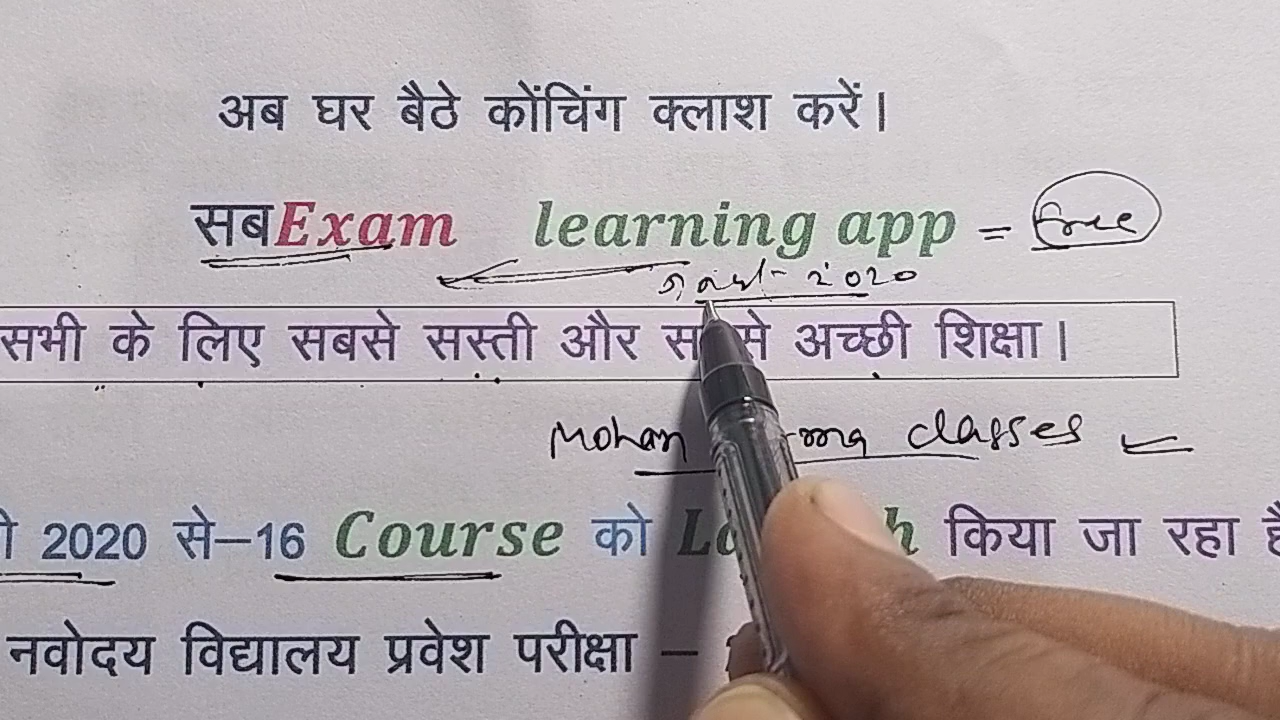 अब घर बैठे कोंचिंग क्लाश करें।
सबExam learning app = free
2020
सभी के लिए सबसे सस्ती और अच्छी शिक्षा।
Mohan classes
2020 से–16 Course को किया जा रहा
नवोदय विद्यालय प्रवेश परीक्षा –